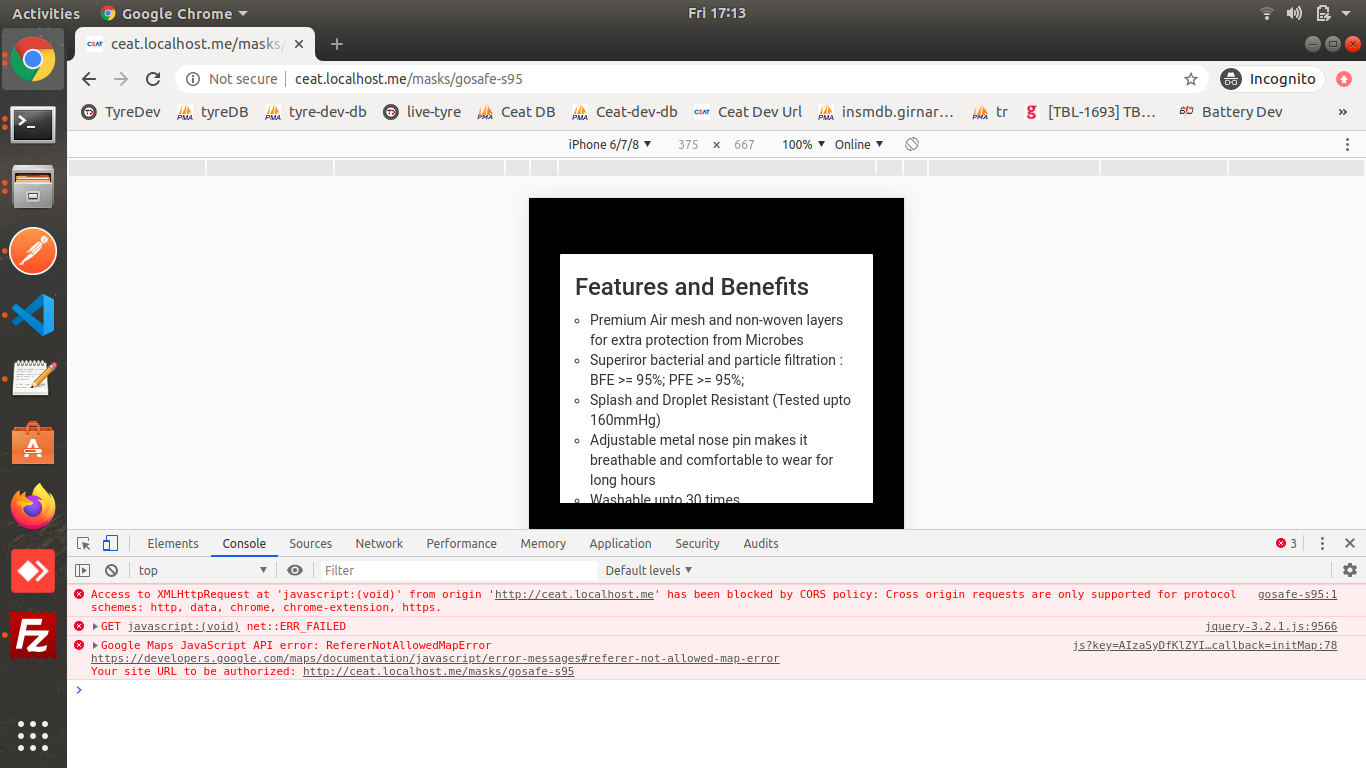 Activities
Google Chrome
Fri 17:13
CEAT
ceat.localhost.me/masks/
Not secure
ceat.localhost.me/masks/gosafe-s95
Incognito
TyreDev
PMA
tyreDB
PMA
tyre-dev-db
live-tyre
PMA
Ceat DB
PMA
Ceat-dev-db
CEAT
Ceat Dev Url
PMA
insmdb.girnar…
PMA
tr
g
[TBL-1693] TB…
Battery Dev
»
iPhone 6/7/8
375
×
667
100%
Online
Features and Benefits
Premium Air mesh and non-woven layers
for extra protection from Microbes
Superiror bacterial and particle filtration :
BFE >= 95%; PFE >= 95%;
Splash and Droplet Resistant (Tested upto
160mmHg)
Adjustable metal nose pin makes it
breathable and comfortable to wear for
long hours
Washable upto 30 times
Elements
Console
Sources
Network
Performance
Memory
Application
Security
Audits
3
top
Filter
Default levels
Access to XMLHttpRequest at 'javascript:(void)' from origin 'http://ceat.localhost.me' has been blocked by CORS policy: Cross origin requests are only supported for protocol
gosafe-s95:1
schemes: http, data, chrome, chrome-extension, https.
GET javascript:(void) net::ERR_FAILED
jquery-3.2.1.js:9566
Google Maps JavaScript API error: RefererNotAllowedMapError
js?key=AIzaSyDfKlZYI…callback=initMap:78
https://developers.google.com/maps/documentation/javascript/error-messages#referer-not-allowed-map-error
Your site URL to be authorized: http://ceat.localhost.me/masks/gosafe-s95